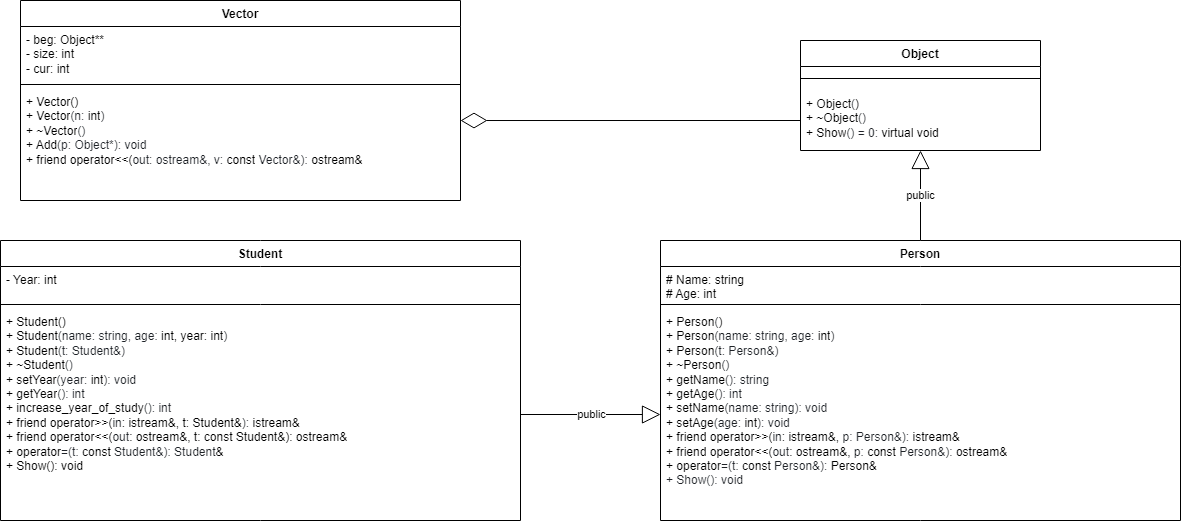 Vector
- beg: Object**
- size: int
- cur: int
+ Vector()
+ Vector(n: int)
+ ~Vector()
+ Add(p: Object*): void
+ friend operator<<(out: ostream&, v: const Vector&): ostream&
Object
+ Object()
+ ~Object()
+ Show() = 0: virtual void
public
Student
- Year: int
+ Student()
+ Student(name: string, age: int, year: int)
+ Student(t: Student&)
+ ~Student()
+ setYear(year: int): void
+ getYear(): int
+ increase_year_of_study(): int
+ friend operator>>(in: istream&, t: Student&): istream&
+ friend operator<<(out: ostream&, t: const Student&): ostream&
+ operator=(t: const Student&): Student&
+ Show(): void
public
Person
# Name: string
# Age: int
+ Person()
+ Person(name: string, age: int)
+ Person(t: Person&)
+ ~Person()
+ getName(): string
+ getAge(): int
+ setName(name: string): void
+ setAge(age: int): void
+ friend operator>>(in: istream&, p: Person&): istream&
+ friend operator<<(out: ostream&, p: const Person&): ostream&
+ operator=(t: const Person&): Person&
+ Show(): void